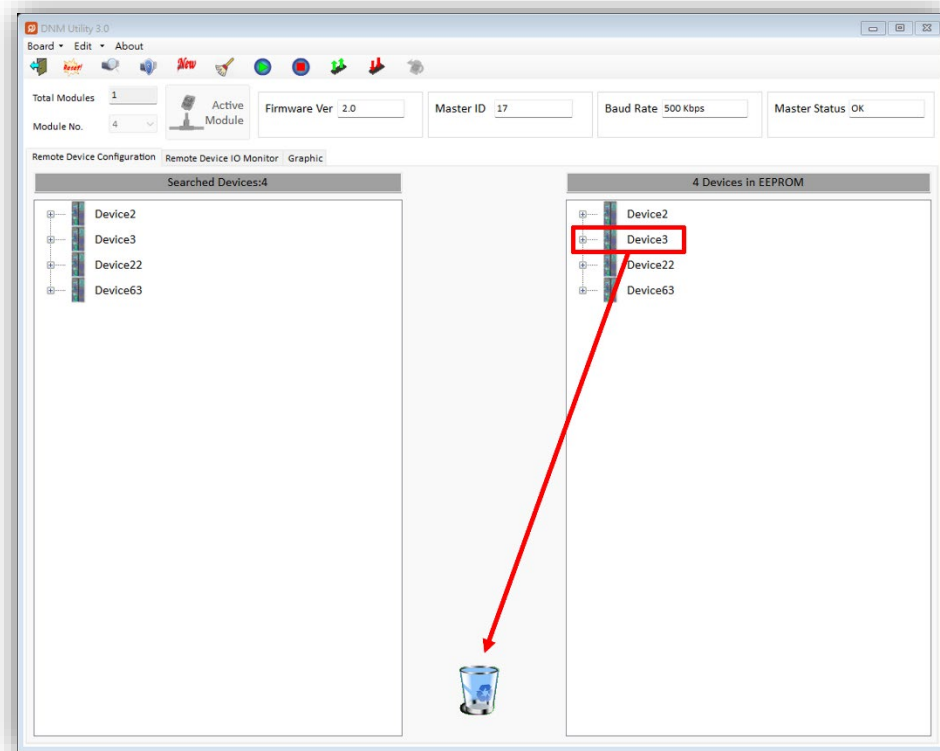 DNM Utility 3.0
Board Edit About
Reset! New
Total Modules 1
Module No. 4
Active
Module
Firmware Ver 2.0
Master ID 17
Baud Rate 500 Kbps
Master Status OK
Remote Device Configuration Remote Device IO Monitor Graphic
Searched Devices:4
Device2
Device3
Device22
Device63
4 Devices in EEPROM
Device2
Device3
Device22
Device63